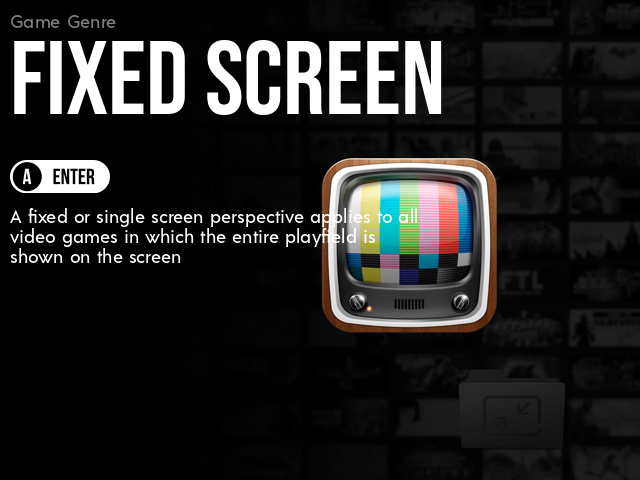 Game Genre
FIXED SCREEN
A ENTER
A fixed or single screen perspective applies to all
video games in which the entire playfield is
shown on the screen
FTL